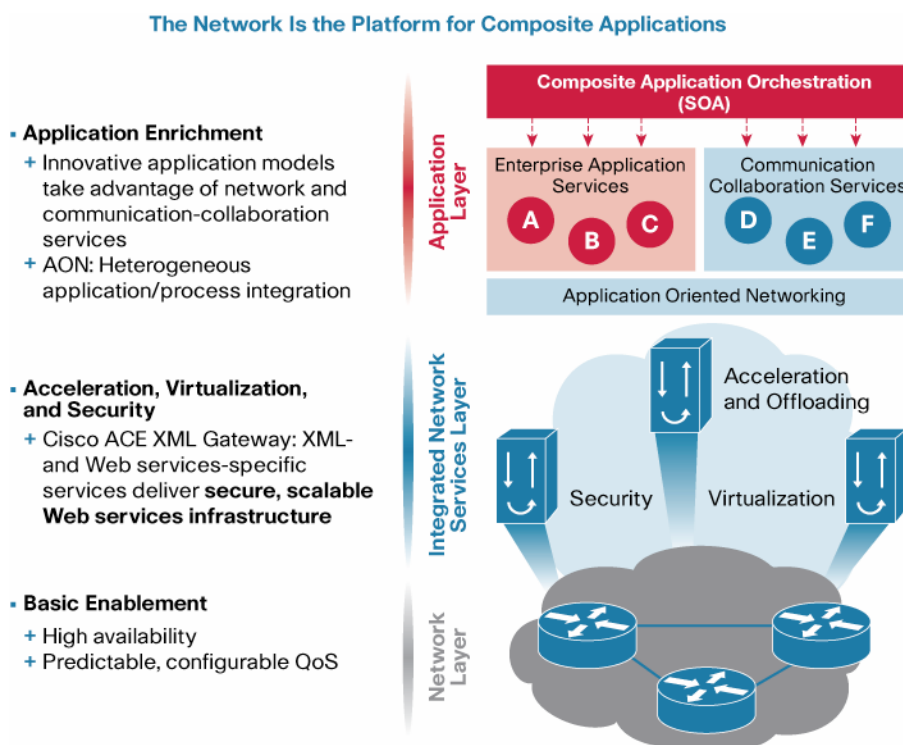 The Network Is the Platform for Composite Applications
▪ Application Enrichment
+ Innovative application models
take advantage of network and
communication-collaboration
services
+ AON: Heterogeneous
application/process integration
Application
Layer
Composite Application Orchestration
(SOA)
Enterprise Application
Services
A
B
C
Communication
Collaboration Services
D
E
F
Application Oriented Networking
▪ Acceleration, Virtualization,
and Security
+ Cisco ACE XML Gateway: XML-
and Web services-specific
services deliver secure, scalable
Web services infrastructure
Integrated Network
Services Layer
Acceleration
and Offloading
Security
Virtualization
▪ Basic Enablement
+ High availability
+ Predictable, configurable QoS
Network
Layer